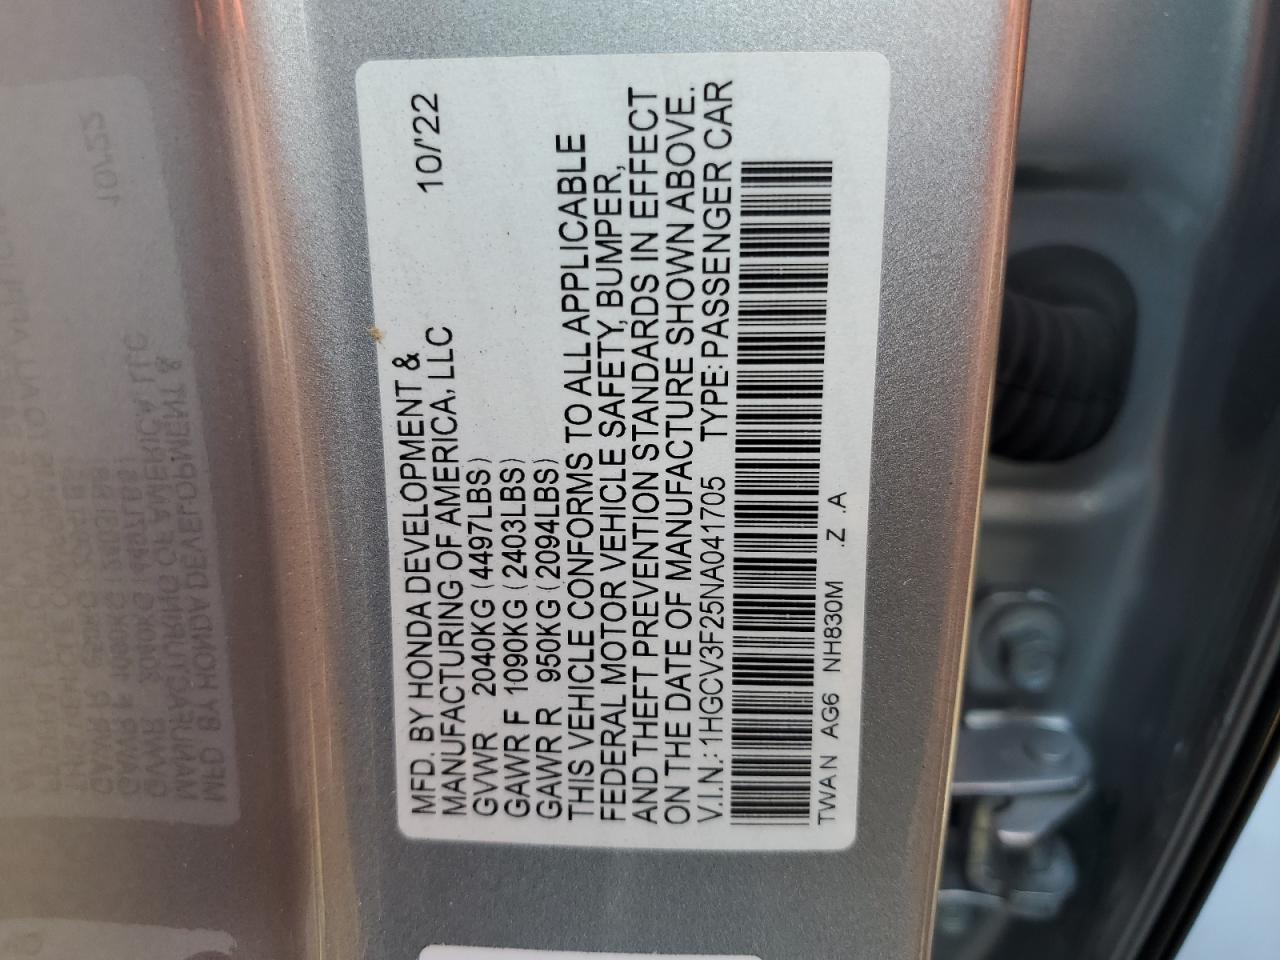 MFD. BY HONDA DEVELOPMENT & 10/'22
MANUFACTURING OF AMERICA, LLC
GVWR 2040KG (4497LBS)
GAWR F 1090KG (2403LBS)
GAWR R 950KG (2094LBS)
THIS VEHICLE CONFORMS TO ALL APPLICABLE
FEDERAL MOTOR VEHICLE SAFETY, BUMPER,
AND THEFT PREVENTION STANDARDS IN EFFECT
ON THE DATE OF MANUFACTURE SHOWN ABOVE.
V.I.N.: 1HGCV3F25NA041705 TYPE: PASSENGER CAR
TWA N AG6 NH830M .Z .A